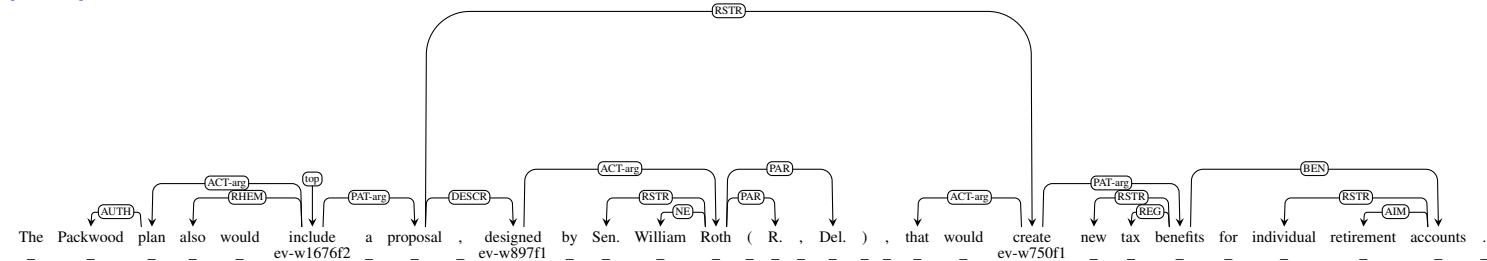 RSTR
ACT-arg PAR BEN
ACT-arg top ACT-arg PAT-arg
RHEM PAT-arg DESCR RSTR PAR RSTR RSTR
AUTH NE REG AIM
The Packwood plan also would include a proposal , designed by Sen. William Roth ( R. , Del. ) , that would create new tax benefits for individual retirement accounts .
_ _ _ _ _ ev-w1676f2 _ _ _ ev-w897f1 _ _ _ _ _ _ _ _ _ _ _ _ ev-w750f1 _ _ _ _ _ _ _ _